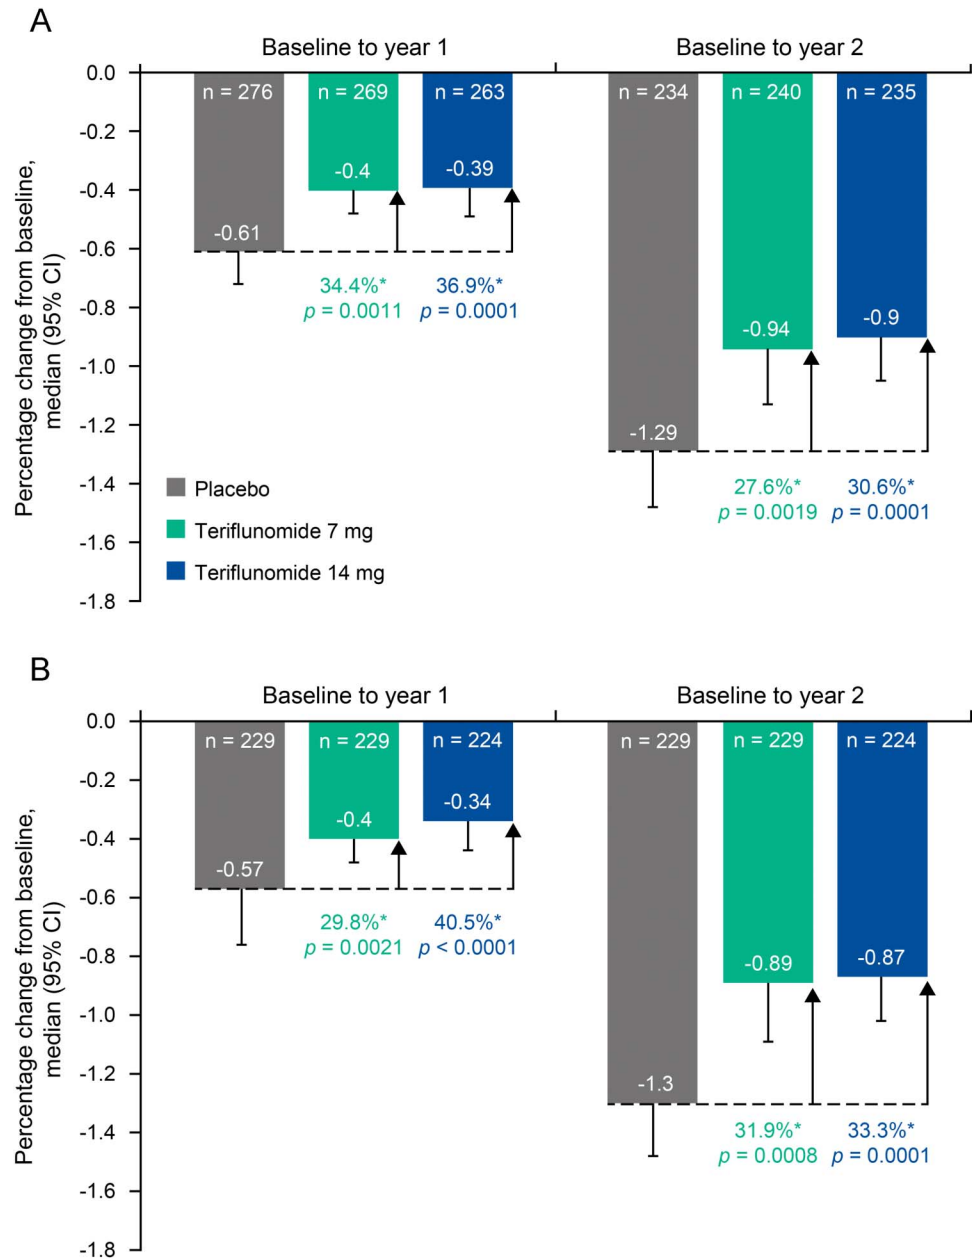 A
Baseline to year 1
Baseline to year 2
Percentage change from baseline,
median (95% CI)
0.0
-0.2
-0.4
-0.6
-0.8
-1.0
-1.2
-1.4
-1.6
-1.8
n = 276
n = 269
n = 263
n = 234
n = 240
n = 235
-0.61
-0.4
-0.39
-1.29
-0.94
-0.9
34.4%*
p = 0.0011
36.9%*
p = 0.0001
27.6%*
p = 0.0019
30.6%*
p = 0.0001
Placebo
Teriflunomide 7 mg
Teriflunomide 14 mg
B
Baseline to year 1
Baseline to year 2
Percentage change from baseline,
median (95% CI)
0.0
-0.2
-0.4
-0.6
-0.8
-1.0
-1.2
-1.4
-1.6
-1.8
n = 229
n = 229
n = 224
n = 229
n = 229
n = 224
-0.57
-0.4
-0.34
-1.3
-0.89
-0.87
29.8%*
p = 0.0021
40.5%*
p < 0.0001
31.9%*
p = 0.0008
33.3%*
p = 0.0001